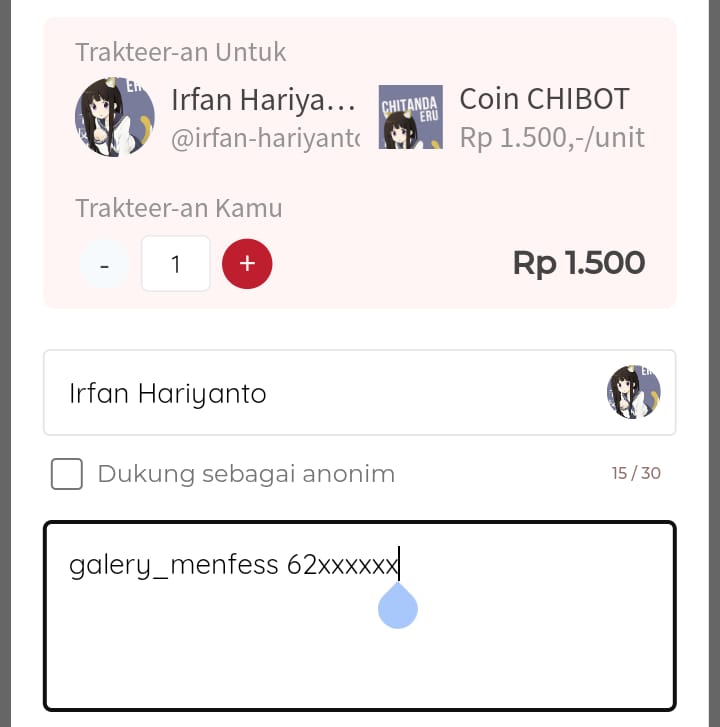 Trakteer-an Untuk
Irfan Hariya...
Coin CHIBOT
@irfan-hariyanto
Rp 1.500,-/unit
CHITANDA
ERU
Trakteer-an Kamu
- 1 +
Rp 1.500
Irfan Hariyanto
Dukung sebagai anonim
15 / 30
galery_menfess 62xxxxxx